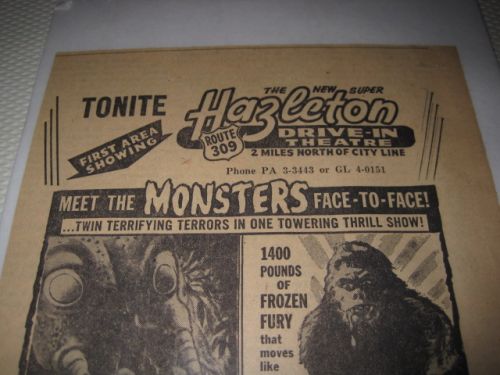 TONITE
FIRST AREA
SHOWING
THE NEW SUPER
Hazleton
ROUTE
309
DRIVE-IN
THEATRE
2 MILES NORTH OF CITY LINE
Phone PA 3-3443 or GL 4-0151
MEET THE MONSTERS FACE-TO-FACE!
...TWIN TERRIFYING TERRORS IN ONE TOWERING THRILL SHOW!
1400
POUNDS
OF
FROZEN
FURY
that
moves
like